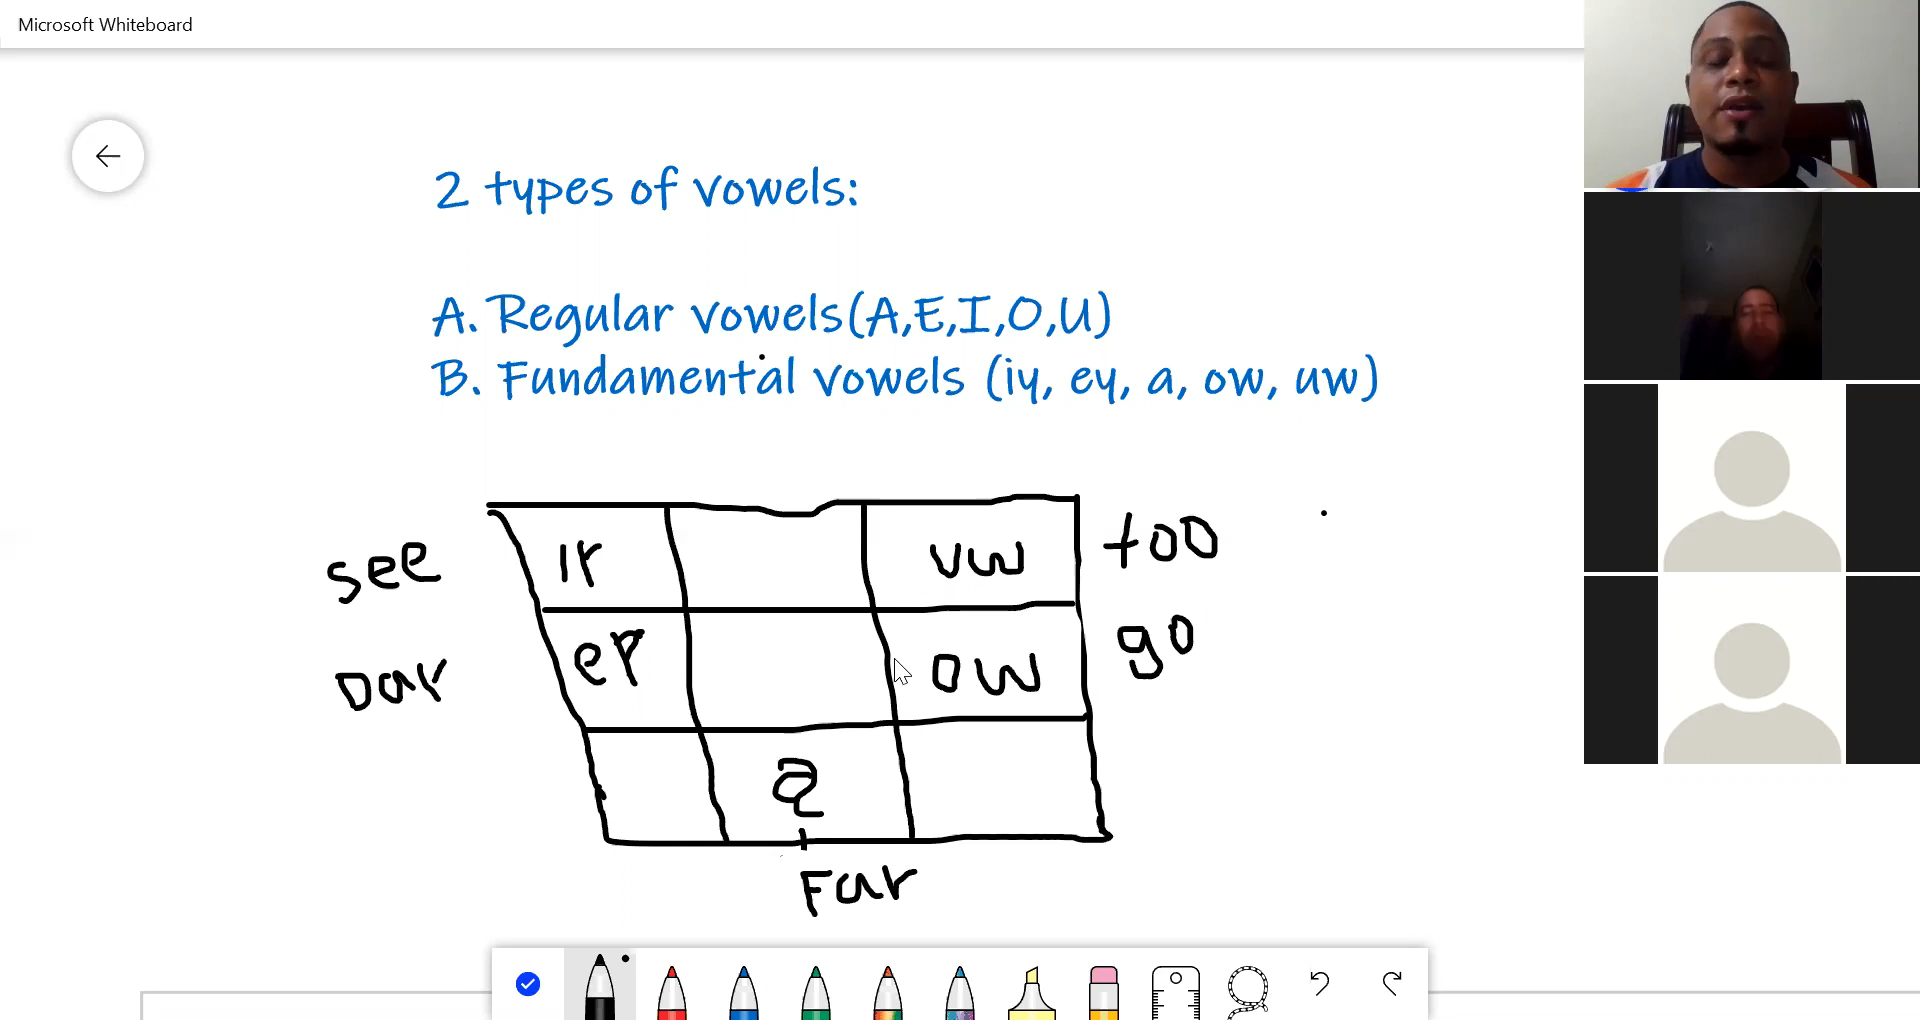 Microsoft Whiteboard
2 types of vowels:
A. Regular vowels(A,E,I,O,U)
B. Fundamental vowels (iy, ey, a, ow, uw)
see iy uw too
Day ey ow go
a
Far